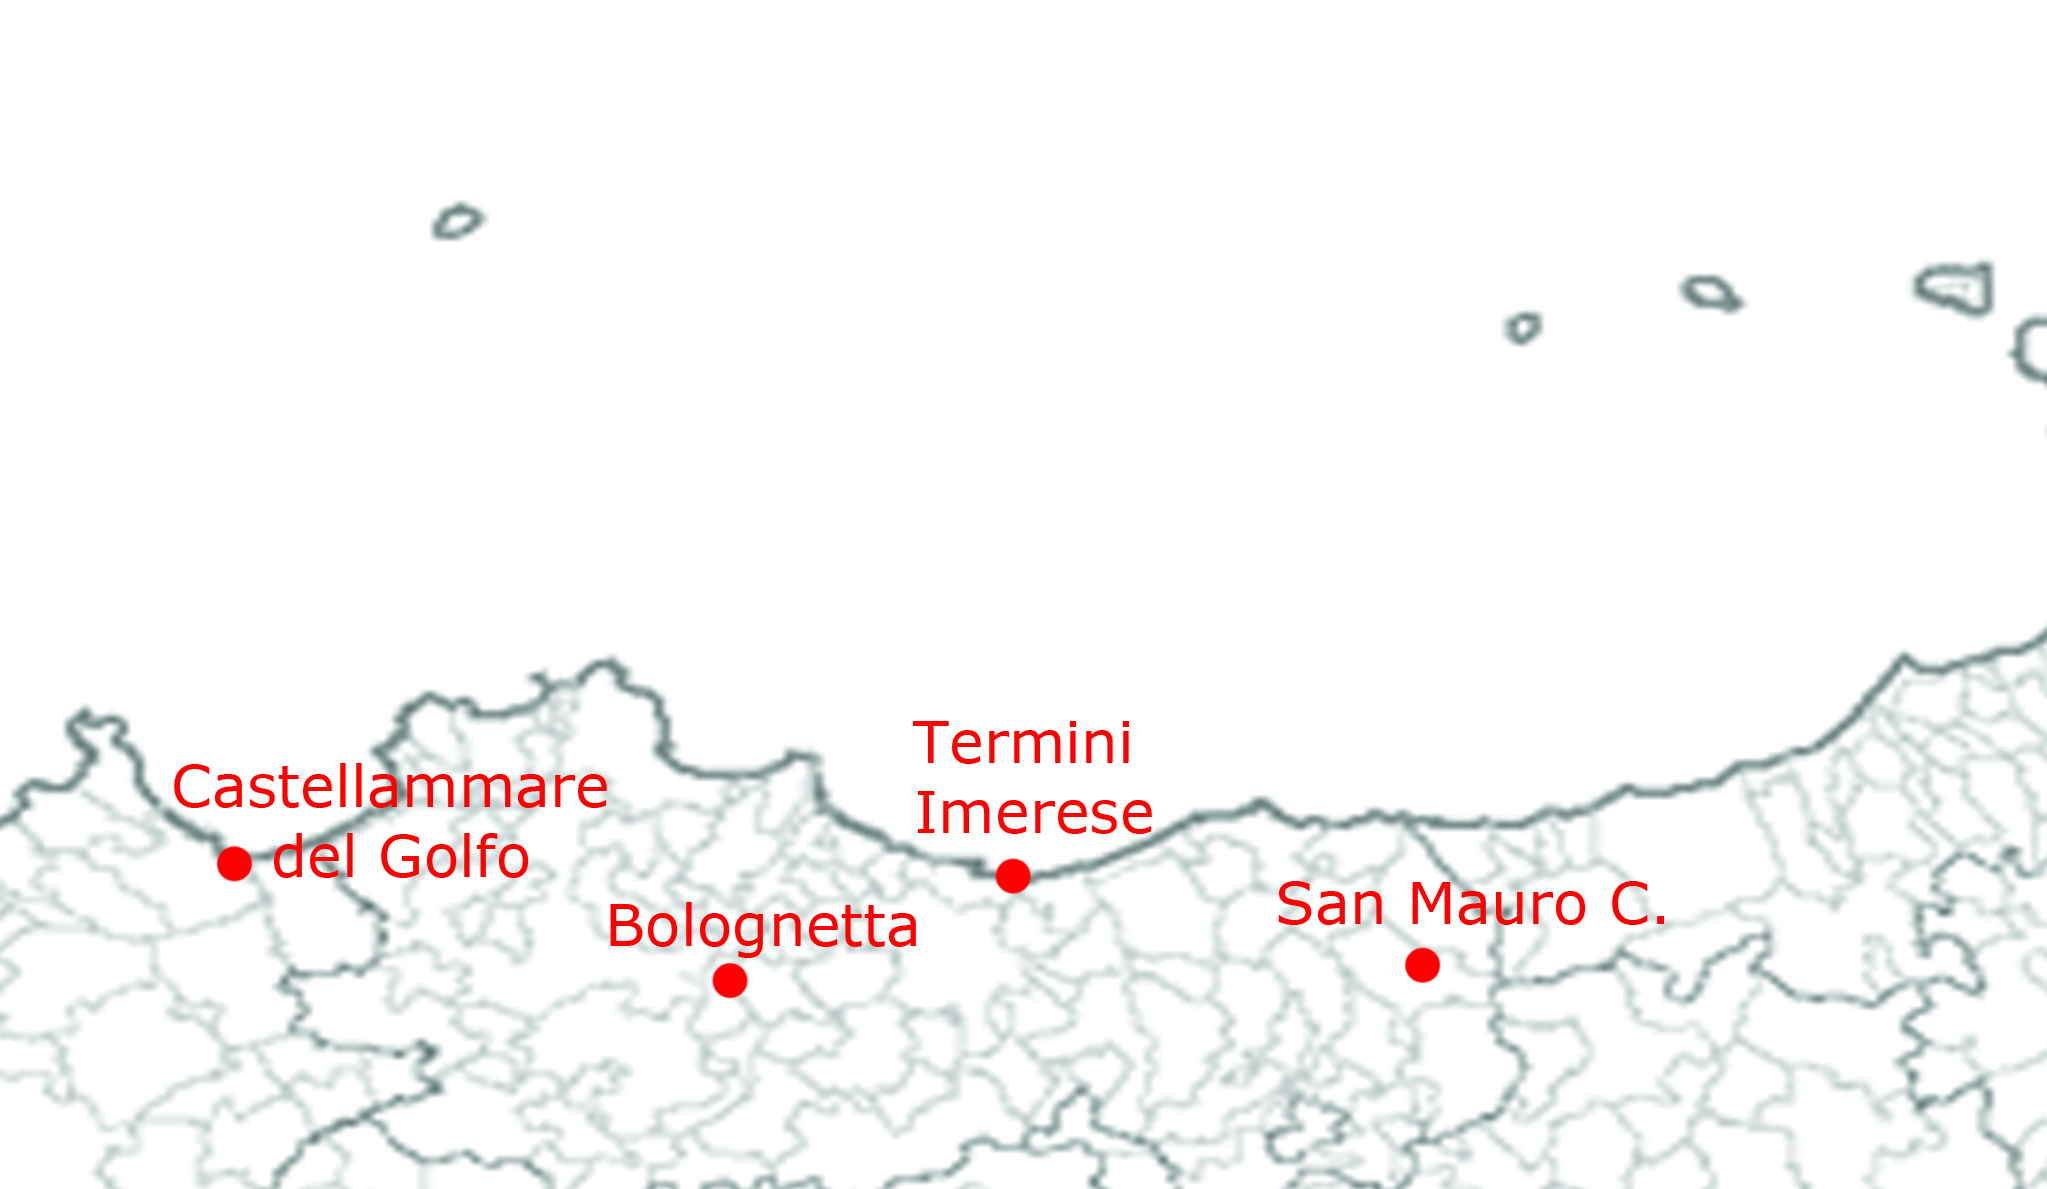 Termini
Imerese
Castellammare
del Golfo
San Mauro C.
Bolognetta